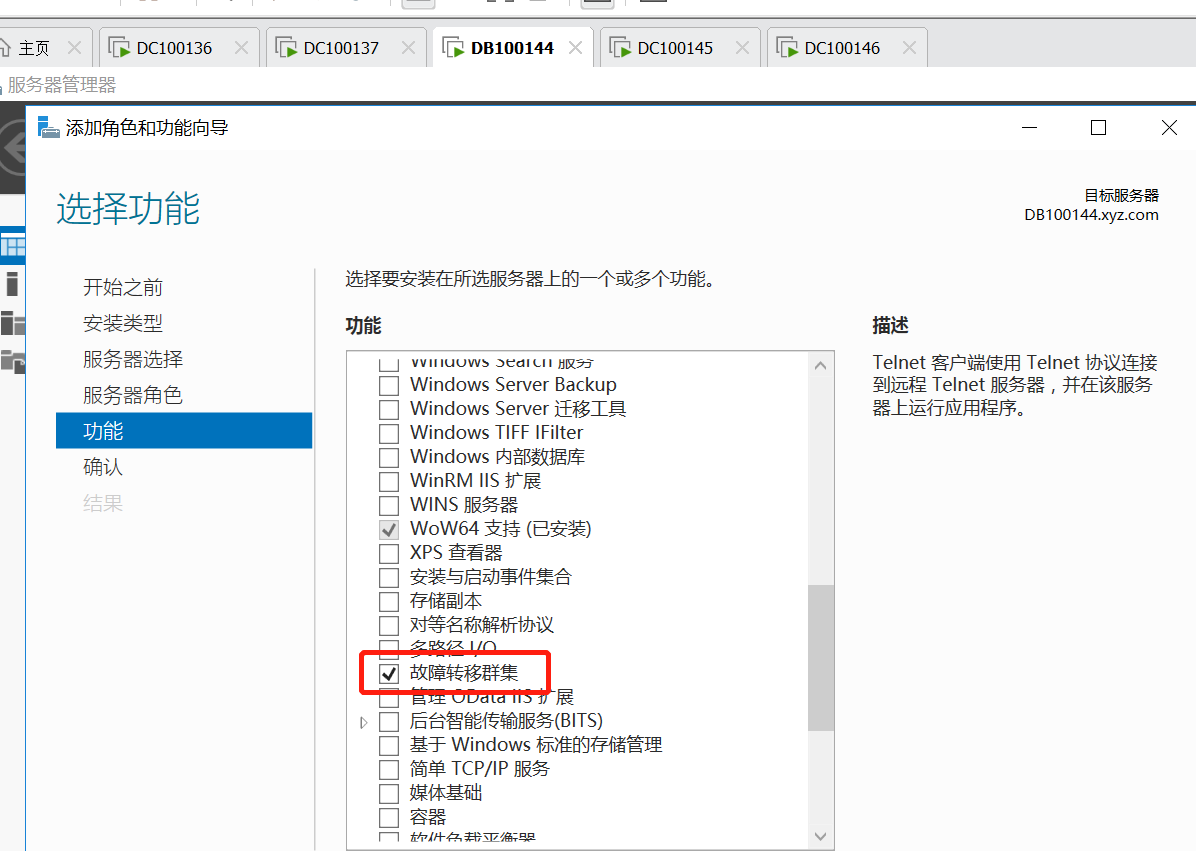 主页
DC100136
DC100137
DB100144
DC100145
DC100146
服务器管理器
添加角色和功能向导
选择功能
目标服务器
DB100144.xyz.com
开始之前
安装类型
服务器选择
服务器角色
功能
确认
结果
选择要安装在所选服务器上的一个或多个功能。
功能
Windows Search 服务
Windows Server Backup
Windows Server 迁移工具
Windows TIFF IFilter
Windows 内部数据库
WinRM IIS 扩展
WINS 服务器
WoW64 支持 (已安装)
XPS 查看器
安装与启动事件集合
存储副本
对等名称解析协议
多路径 I/O
故障转移群集
管理 OData IIS 扩展
后台智能传输服务(BITS)
基于 Windows 标准的存储管理
简单 TCP/IP 服务
媒体基础
容器
软件负载平衡器
描述
Telnet 客户端使用 Telnet 协议连接
到远程 Telnet 服务器，并在该服务
器上运行应用程序。